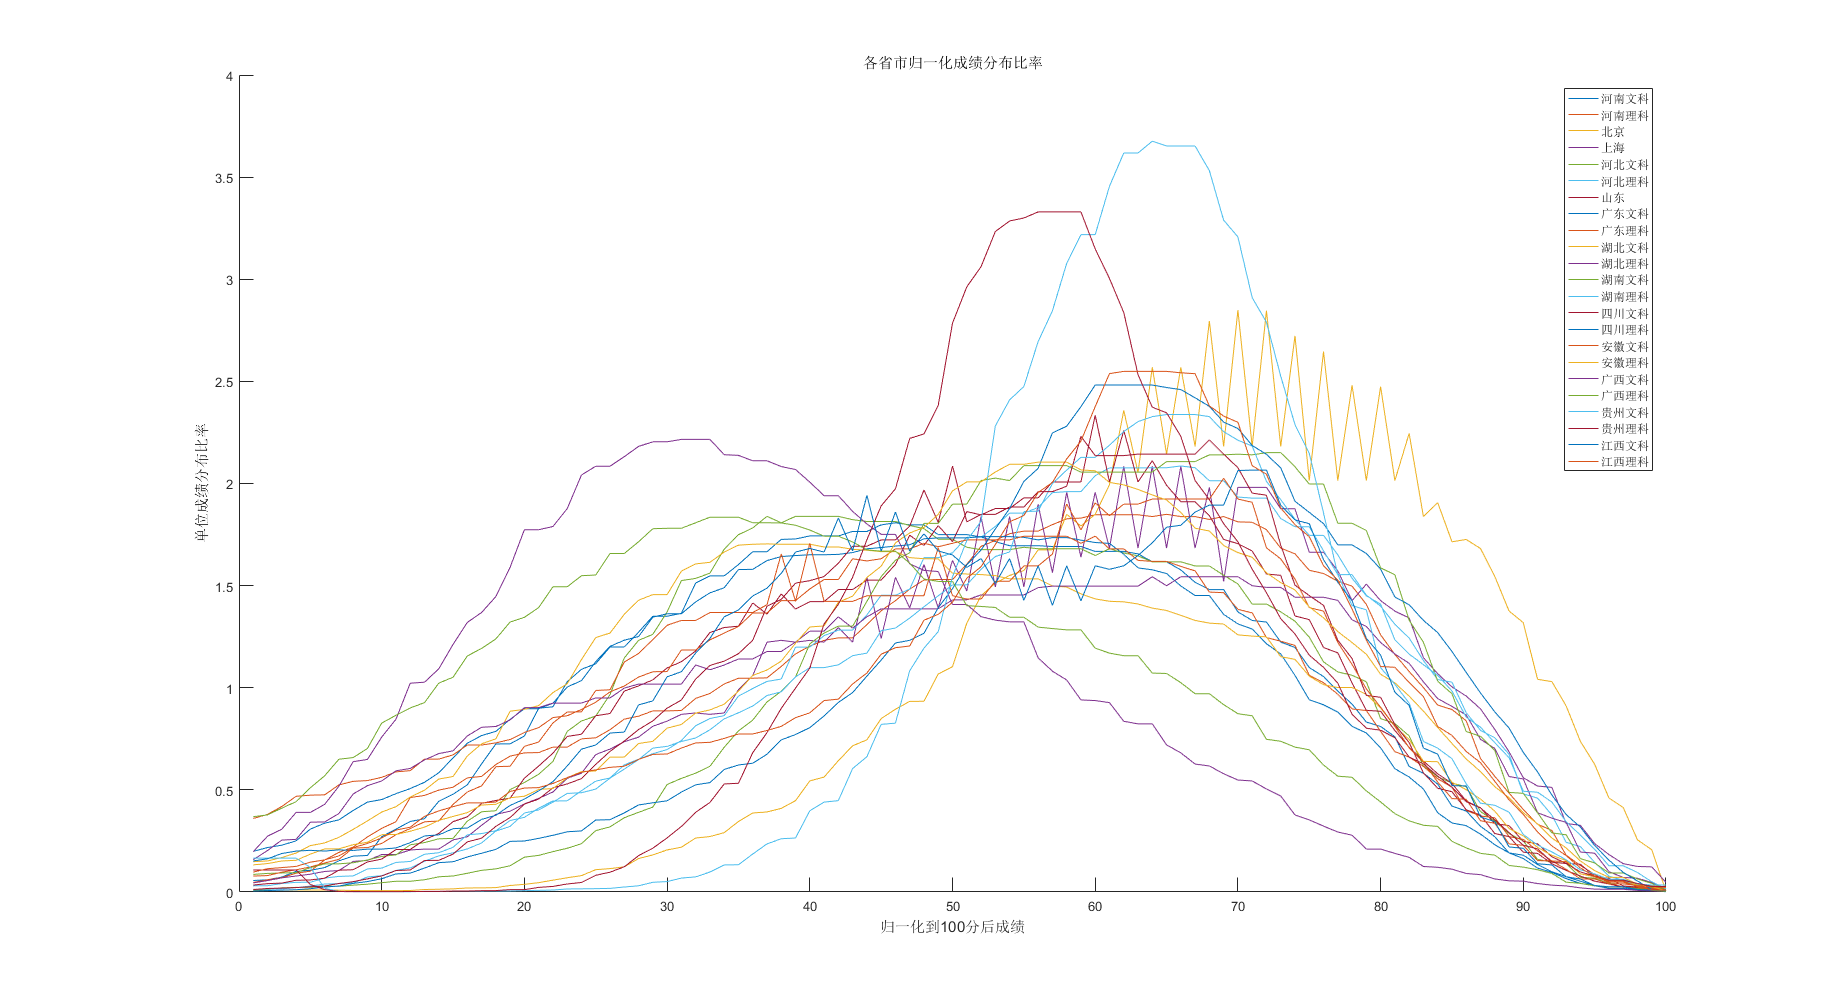 各省市归一化成绩分布比率
4
3.5
3
2.5
2
1.5
1
0.5
0
单位成绩分布比率
河南文科
河南理科
北京
上海
河北文科
河北理科
山东
广东文科
广东理科
湖北文科
湖北理科
湖南文科
湖南理科
四川文科
四川理科
安徽文科
安徽理科
广西文科
广西理科
贵州文科
贵州理科
江西文科
江西理科
0 10 20 30 40 50 60 70 80 90 100
归一化到100分后成绩